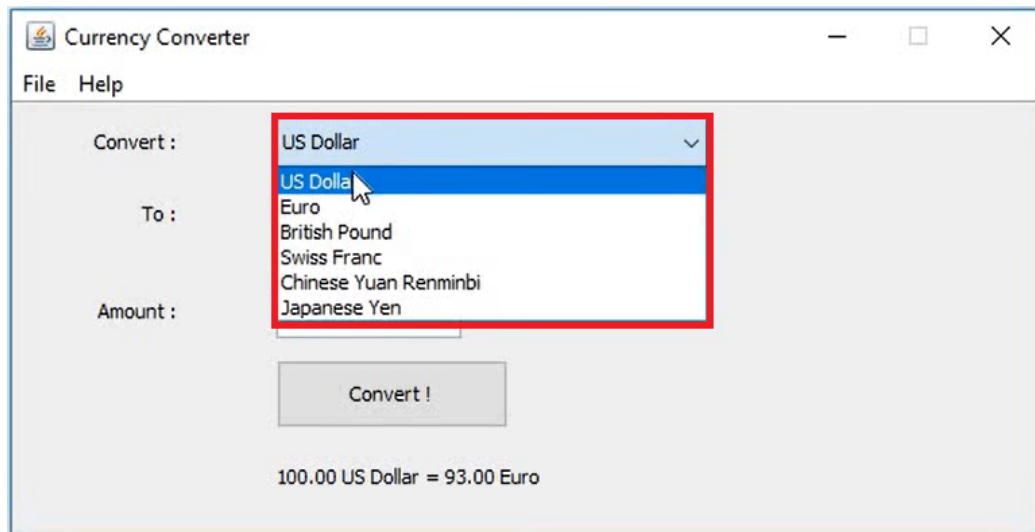 Currency Converter
File Help
Convert : US Dollar
US Dolla
To :
Euro
British Pound
Swiss Franc
Chinese Yuan Renminbi
Amount :
Japanese Yen
Convert !
100.00 US Dollar = 93.00 Euro